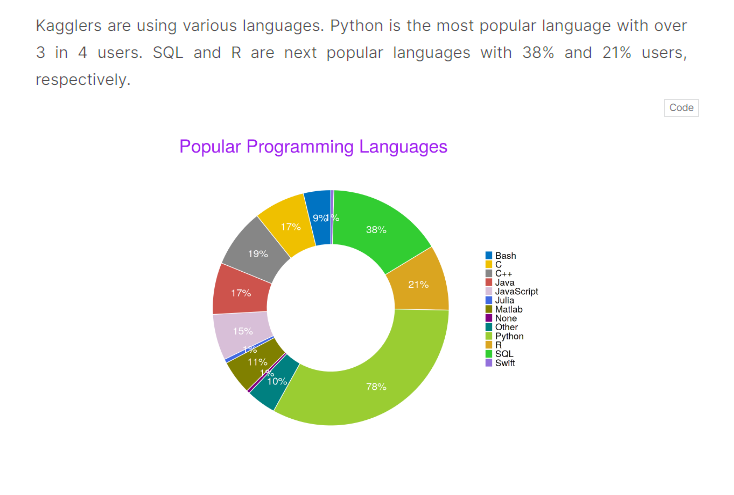 Kagglers are using various languages. Python is the most popular language with over
3 in 4 users. SQL and R are next popular languages with 38% and 21% users,
respectively.
Code
Popular Programming Languages
9%
1%
38%
17%
19%
21%
17%
15%
1%
11%
1%
10%
78%
Bash
C
C++
Java
JavaScript
Julia
Matlab
None
Other
Python
R
SQL
Swift